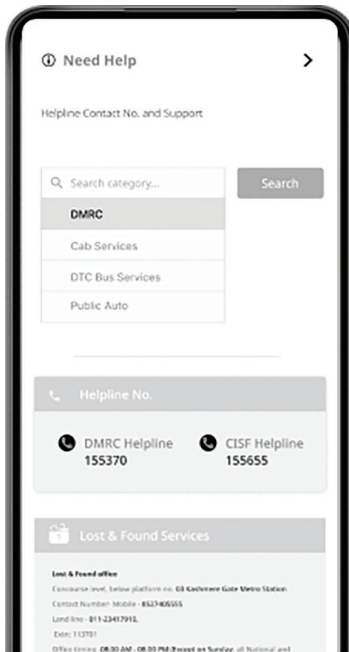 Need Help
Helpline Contact No. and Support
Search category...
Search
DMRC
Cab Services
DTC Bus Services
Public Auto
Helpline No.
DMRC Helpline
155370
CISF Helpline
155655
Lost & Found Services
Lost & Found office
Concourse level, below platform no. 03 Kashmere Gate Metro Station
Contact Number- Mobile - 8527405555
Land line - 011-23417910,
Extn: 113701
Office timing 08:00 AM - 08:00 PM (Except on Sunday, all National and